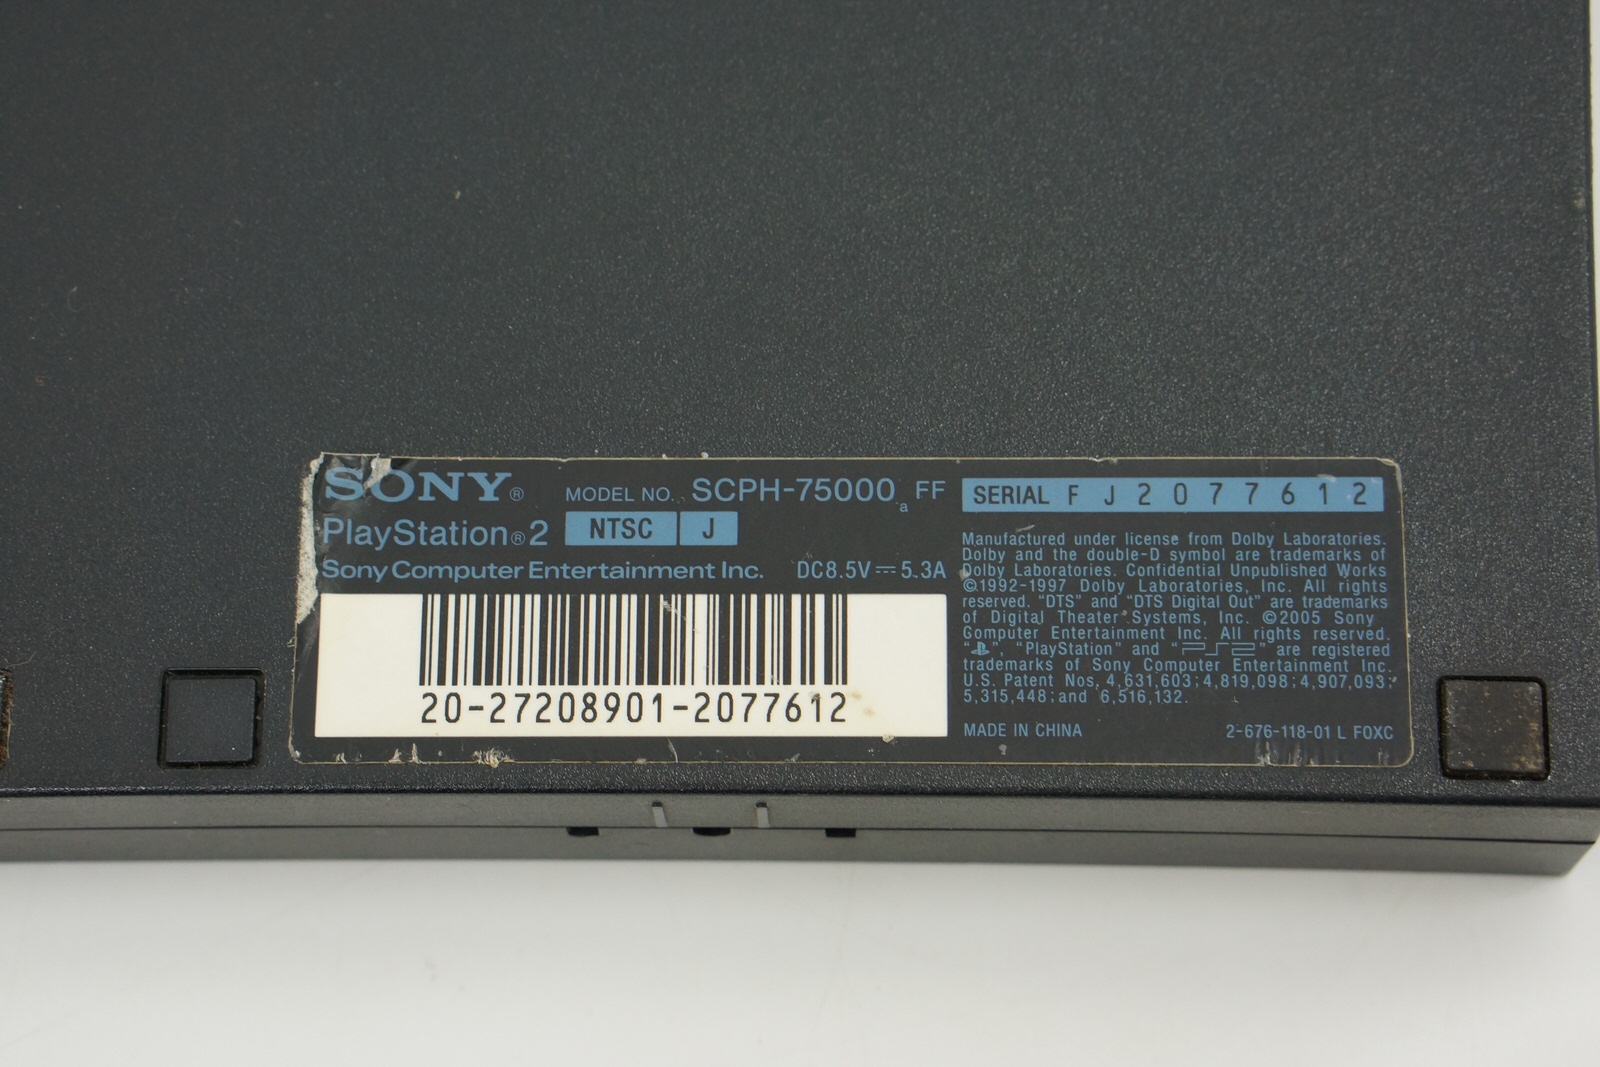 SONY®
MODEL NO. SCPH-75000 a FF
PlayStation®2 NTSC J
Sony Computer Entertainment Inc. DC8.5V 5.3A
20-27208901-2077612
SERIAL F J 2 0 7 7 6 1 2
Manufactured under license from Dolby Laboratories.
Dolby and the double-D symbol are trademarks of
Dolby Laboratories. Confidential Unpublished Works
©1992-1997 Dolby Laboratories, Inc. All rights
reserved. “DTS” and “DTS Digital Out” are trademarks
of Digital Theater Systems, Inc. ©2005 Sony
Computer Entertainment Inc. All rights reserved.
“ ”, “PlayStation” and “PS2” are registered
trademarks of Sony Computer Entertainment Inc.
U.S. Patent Nos. 4,631,603; 4,819,098; 4,907,093;
5,315,448; and 6,516,132.
MADE IN CHINA 2-676-118-01 L FOXC